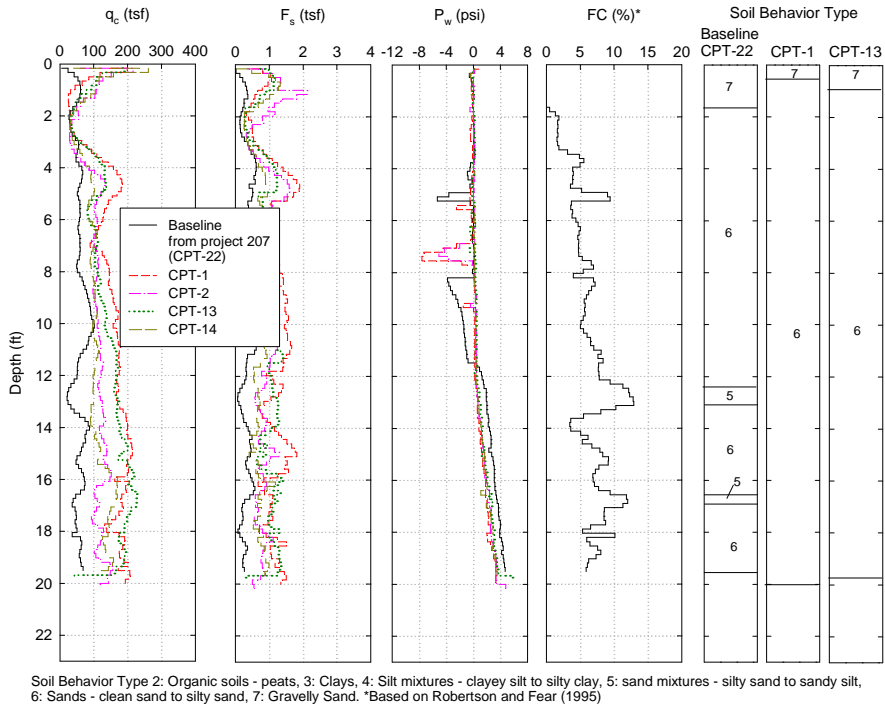 q_c (tsf)
F_s (tsf)
P_w (psi)
FC (%)*
Soil Behavior Type
Baseline
CPT-22
CPT-1
CPT-13
0 100 200 300 400
0 1 2 3 4
-12 -8 -4 0 4 8
0 5 10 15 20
Depth (ft)
0
2
4
6
8
10
12
14
16
18
20
22
Baseline
from project 207
(CPT-22)
CPT-1
CPT-2
CPT-13
CPT-14
7
6
5
6
5
6
7
6
7
6
Soil Behavior Type 2: Organic soils - peats, 3: Clays, 4: Silt mixtures - clayey silt to silty clay, 5: sand mixtures - silty sand to sandy silt,
6: Sands - clean sand to silty sand, 7: Gravelly Sand. *Based on Robertson and Fear (1995)